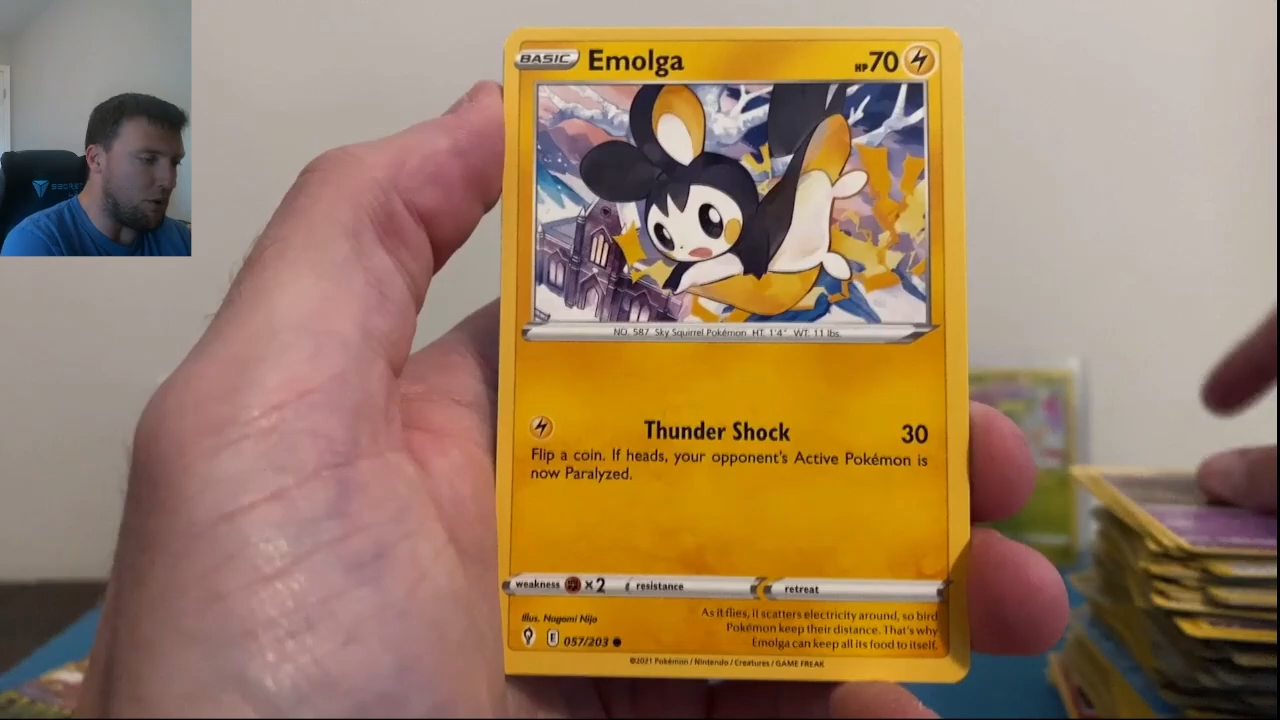 SECRET
BASIC Emolga HP 70
NO. 587 Sky Squirrel Pokémon HT: 1'4" WT: 11 lbs.
Thunder Shock 30
Flip a coin. If heads, your opponent's Active Pokémon is
now Paralyzed.
weakness ×2 resistance retreat
Illus. Nagomi Nijo
As it flies, it scatters electricity around, so bird
Pokémon keep their distance. That's why
Emolga can keep all its food to itself.
E 057/203
©2021 Pokémon / Nintendo / Creatures / GAME FREAK